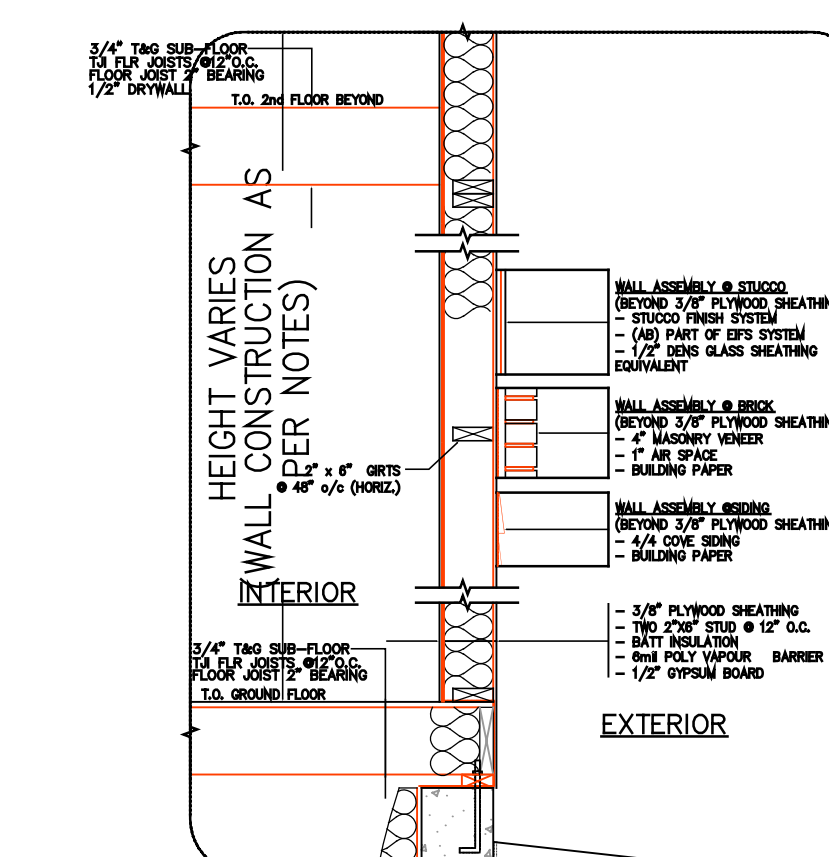 3/4" T&G SUB-FLOOR
TJI FLR JOISTS @12"O.C.
FLOOR JOIST 2" BEARING
1/2" DRYWALL
T.O. 2nd FLOOR BEYOND
HEIGHT VARIES
(WALL CONSTRUCTION AS
PER NOTES)
WALL ASSEMBLY @ STUCCO
(BEYOND 3/8" PLYWOOD SHEATHIN
- STUCCO FINISH SYSTEM
- (AB) PART OF EIFS SYSTEM
- 1/2" DENS GLASS SHEATHING
EQUIVALENT
WALL ASSEMBLY @ BRICK
(BEYOND 3/8" PLYWOOD SHEATHIN
- 4" MASONRY VENEER
- 1" AIR SPACE
- BUILDING PAPER
2" x 6" GIRTS
@ 48" o/c (HORIZ.)
WALL ASSEMBLY @SIDING
(BEYOND 3/8" PLYWOOD SHEATHIN
- 4/4 COVE SIDING
- BUILDING PAPER
INTERIOR
- 3/8" PLYWOOD SHEATHING
- TWO 2"X6" STUD @ 12" O.C.
- BATT INSULATION
- 6mil POLY VAPOUR BARRIER
- 1/2" GYPSUM BOARD
3/4" T&G SUB-FLOOR
TJI FLR JOISTS @12"O.C.
FLOOR JOIST 2" BEARING
T.O. GROUND FLOOR
EXTERIOR